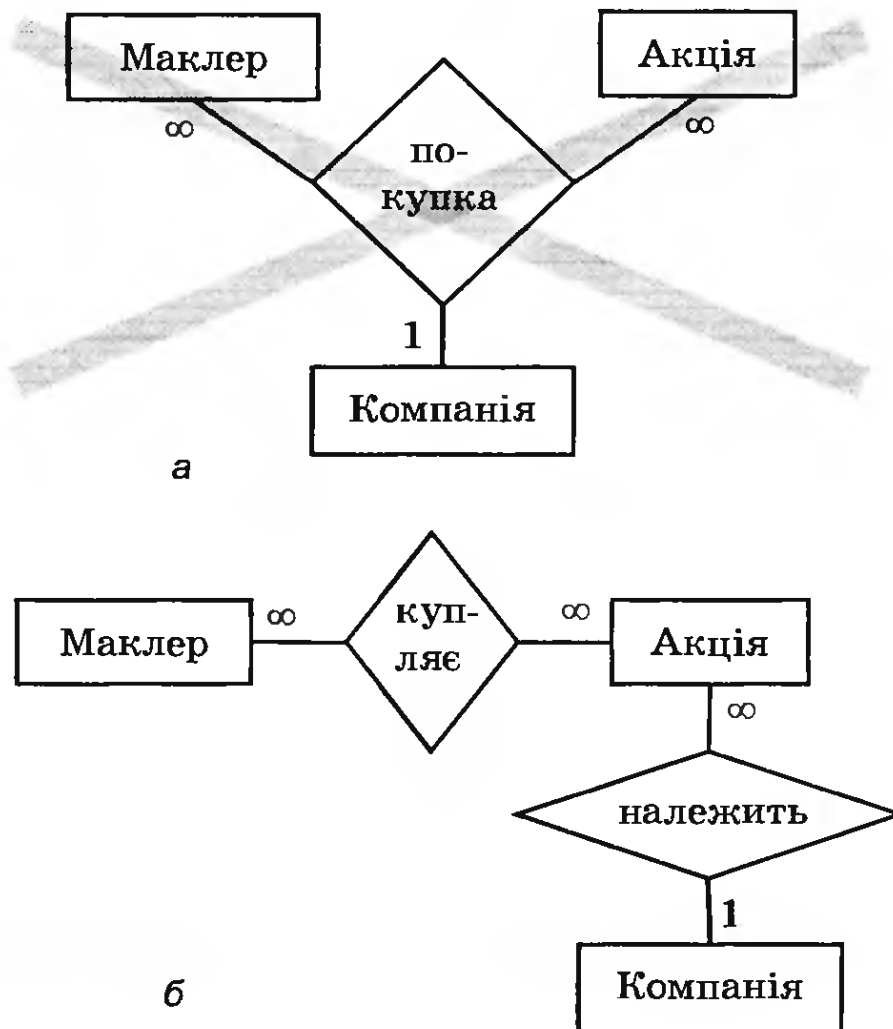 Маклер
Акція
∞
∞
по-
купка
1
Компанія
а
Маклер
∞
куп-
ляє
∞
Акція
∞
належить
1
Компанія
б